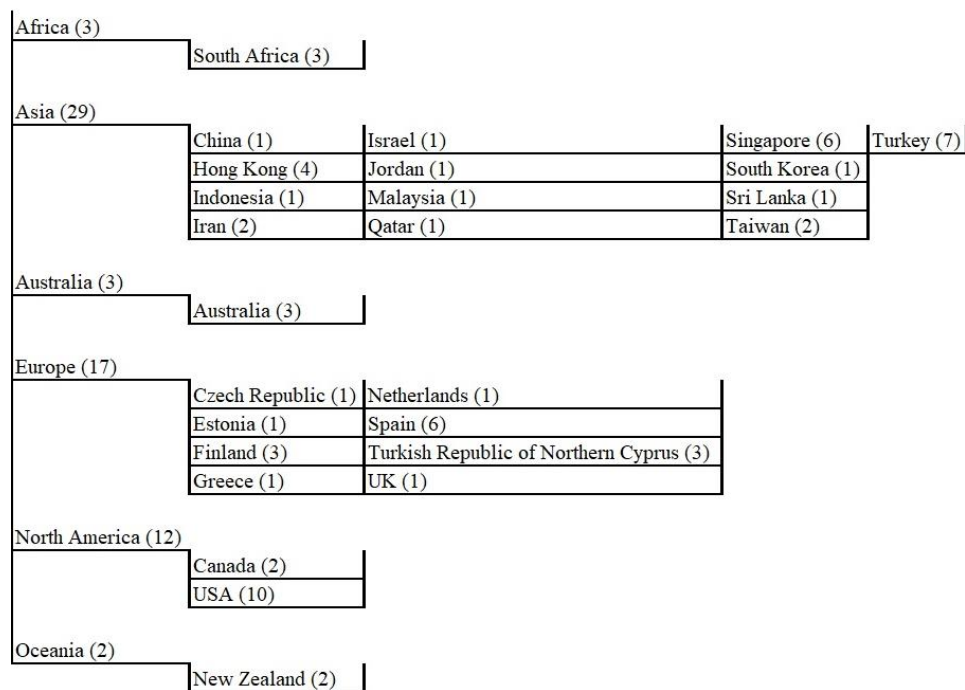 Africa (3)
South Africa (3)
Asia (29)
China (1) Israel (1) Singapore (6) Turkey (7)
Hong Kong (4) Jordan (1) South Korea (1)
Indonesia (1) Malaysia (1) Sri Lanka (1)
Iran (2) Qatar (1) Taiwan (2)
Australia (3)
Australia (3)
Europe (17)
Czech Republic (1) Netherlands (1)
Estonia (1) Spain (6)
Finland (3) Turkish Republic of Northern Cyprus (3)
Greece (1) UK (1)
North America (12)
Canada (2)
USA (10)
Oceania (2)
New Zealand (2)